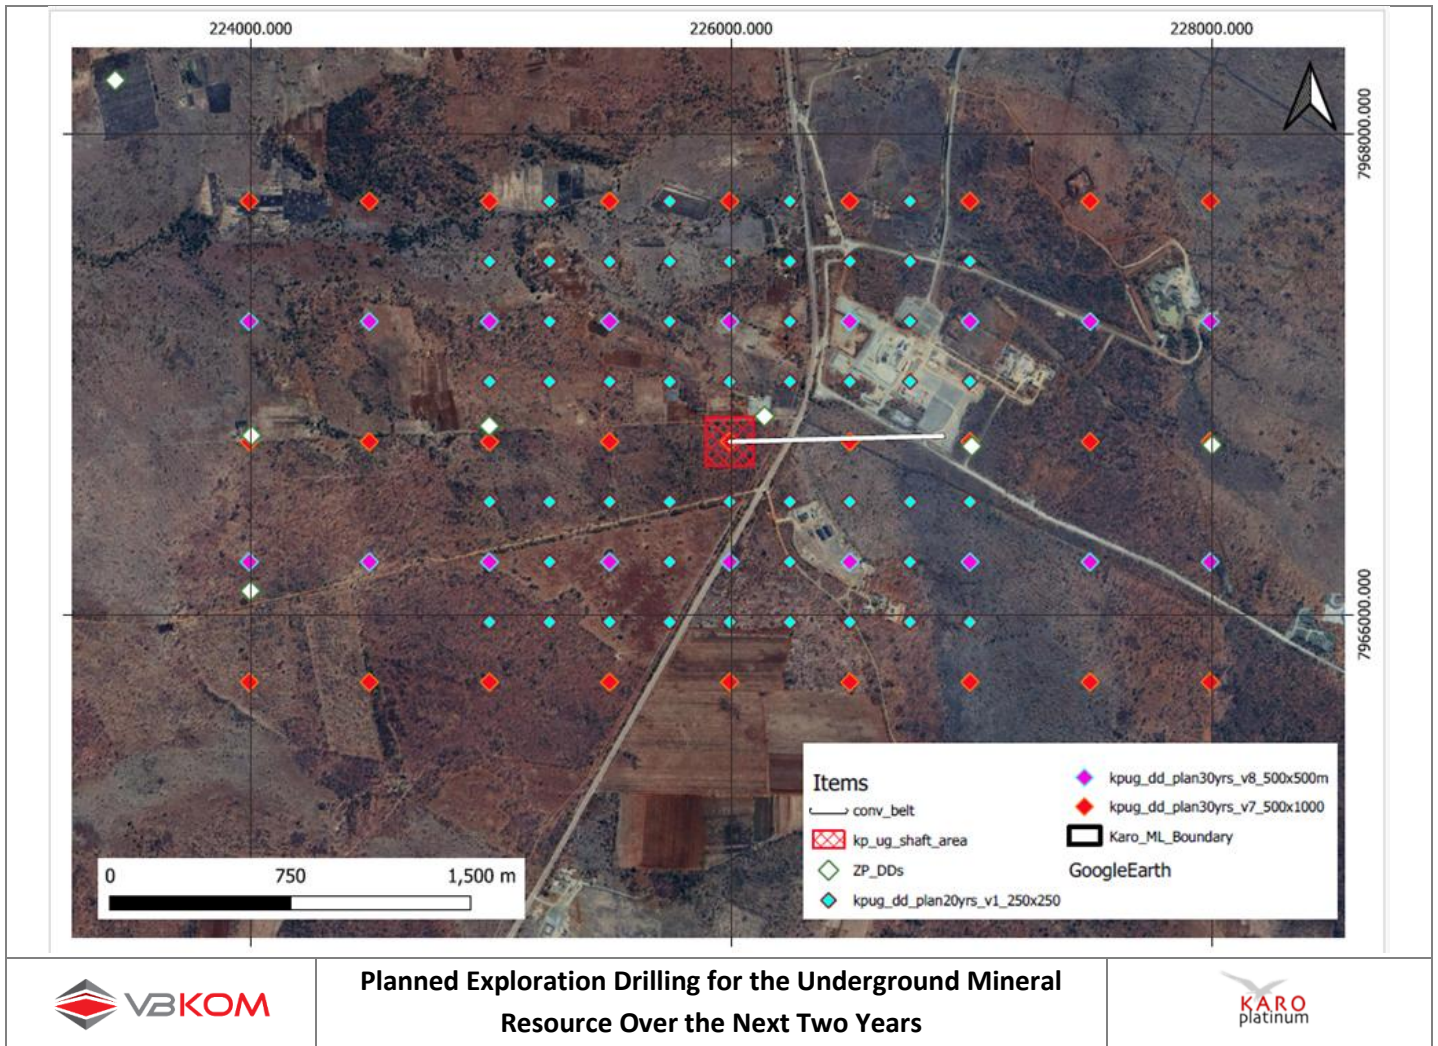 224000.000
226000.000
228000.000
7968000.000
7966000.000
0
750
1,500 m
Items
conv_belt
kp_ug_shaft_area
ZP_DDs
kpug_dd_plan20yrs_v1_250x250
kpug_dd_plan30yrs_v8_500x500m
kpug_dd_plan30yrs_v7_500x1000
Karo_ML_Boundary
GoogleEarth
VBKOM
Planned Exploration Drilling for the Underground Mineral
Resource Over the Next Two Years
KARO
platinum